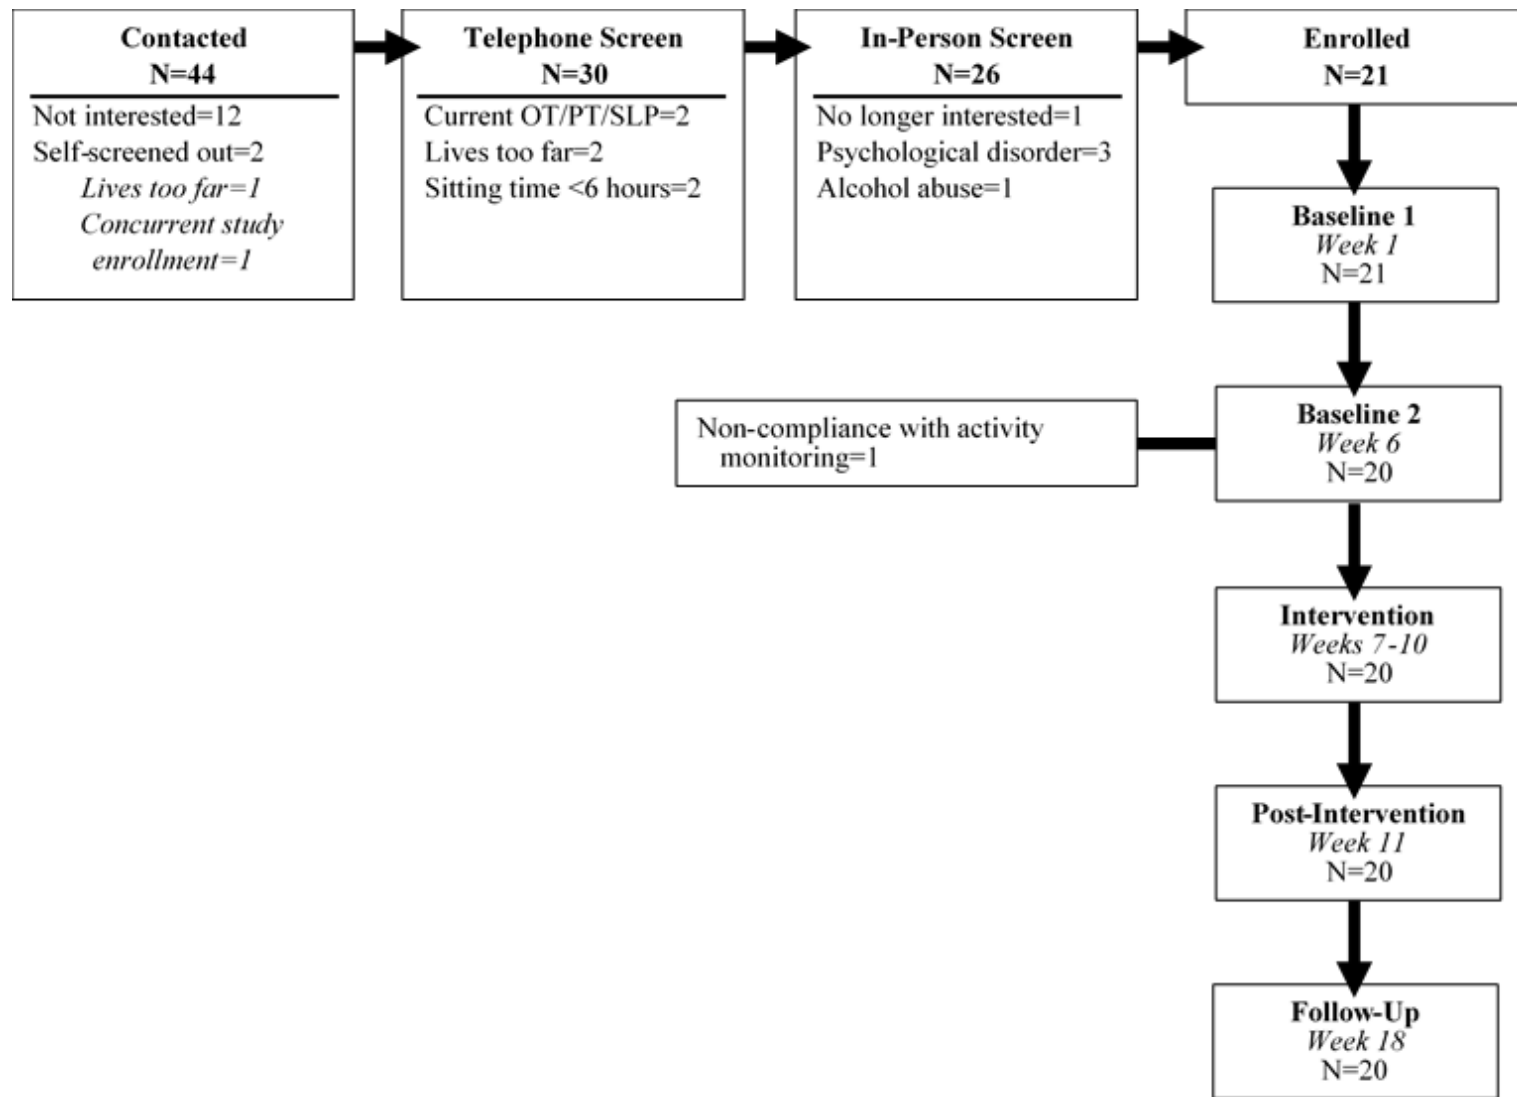 Contacted
N=44
Not interested=12
Self-screened out=2
Lives too far=1
Concurrent study
enrollment=1
Telephone Screen
N=30
Current OT/PT/SLP=2
Lives too far=2
Sitting time <6 hours=2
In-Person Screen
N=26
No longer interested=1
Psychological disorder=3
Alcohol abuse=1
Enrolled
N=21
Baseline 1
Week 1
N=21
Non-compliance with activity
monitoring=1
Baseline 2
Week 6
N=20
Intervention
Weeks 7-10
N=20
Post-Intervention
Week 11
N=20
Follow-Up
Week 18
N=20